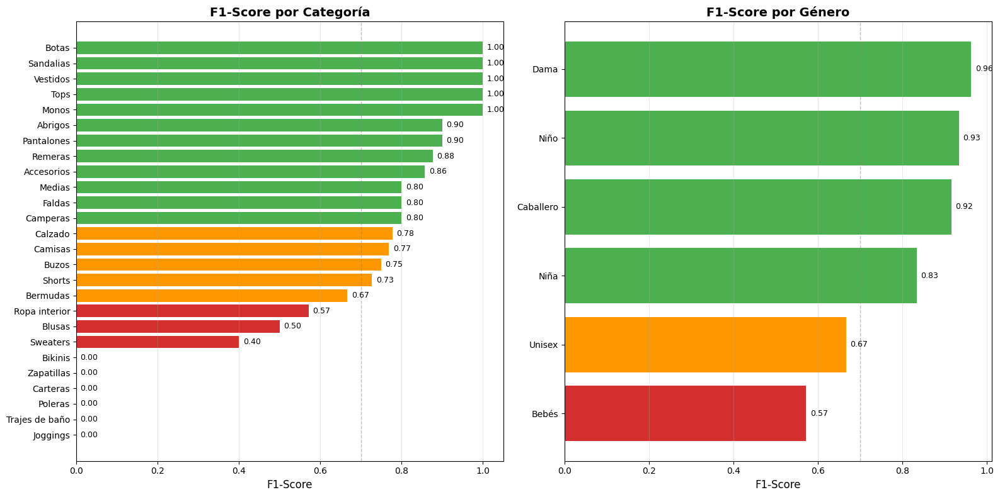 F1-Score por Categoría
Botas 1.00
Sandalias 1.00
Vestidos 1.00
Tops 1.00
Monos 1.00
Abrigos 0.90
Pantalones 0.90
Remeras 0.88
Accesorios 0.86
Medias 0.80
Faldas 0.80
Camperas 0.80
Calzado 0.78
Camisas 0.77
Buzos 0.75
Shorts 0.73
Bermudas 0.67
Ropa interior 0.57
Blusas 0.50
Sweaters 0.40
Bikinis 0.00
Zapatillas 0.00
Carteras 0.00
Poleras 0.00
Trajes de baño 0.00
Joggings 0.00
0.0 0.2 0.4 0.6 0.8 1.0
F1-Score
F1-Score por Género
Dama 0.96
Niño 0.93
Caballero 0.92
Niña 0.83
Unisex 0.67
Bebés 0.57
0.0 0.2 0.4 0.6 0.8 1.0
F1-Score